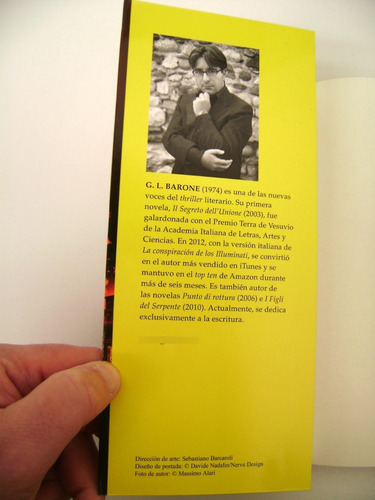 G. L. BARONE (1974) es una de las nuevas
voces del thriller literario. Su primera
novela, Il Segreto dell'Unione (2003), fue
galardonada con el Premio Terra de Vesuvio
de la Academia Italiana de Letras, Artes y
Ciencias. En 2012, con la versión italiana de
La conspiración de los Illuminati, se convirtió
en el autor más vendido en iTunes y se
mantuvo en el top ten de Amazon durante
más de seis meses. Es también autor de
las novelas Punto di rottura (2006) e I Figli
del Serpente (2010). Actualmente, se dedica
exclusivamente a la escritura.
Dirección de arte: Sebastiano Barcaroli
Diseño de portada: © Davide Nadalin/Nerve Design
Foto de autor: © Massimo Alari